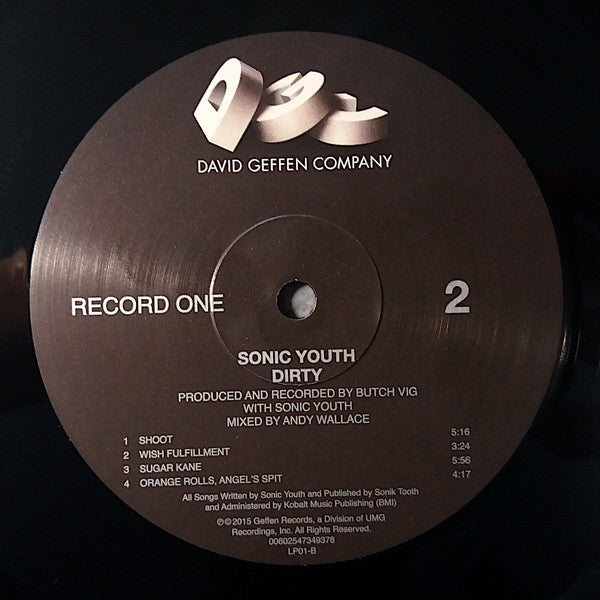 DGC
DAVID GEFFEN COMPANY
RECORD ONE
2
SONIC YOUTH
DIRTY
PRODUCED AND RECORDED BY BUTCH VIG
WITH SONIC YOUTH
MIXED BY ANDY WALLACE
1 SHOOT 5:16
2 WISH FULFILLMENT 3:24
3 SUGAR KANE 5:56
4 ORANGE ROLLS, ANGEL'S SPIT 4:17
All Songs Written by Sonic Youth and Published by Sonik Tooth
and Administered by Kobalt Music Publishing (BMI)
℗©2015 Geffen Records, a Division of UMG
Recordings, Inc. All Rights Reserved.
00602547349378
LP01-B